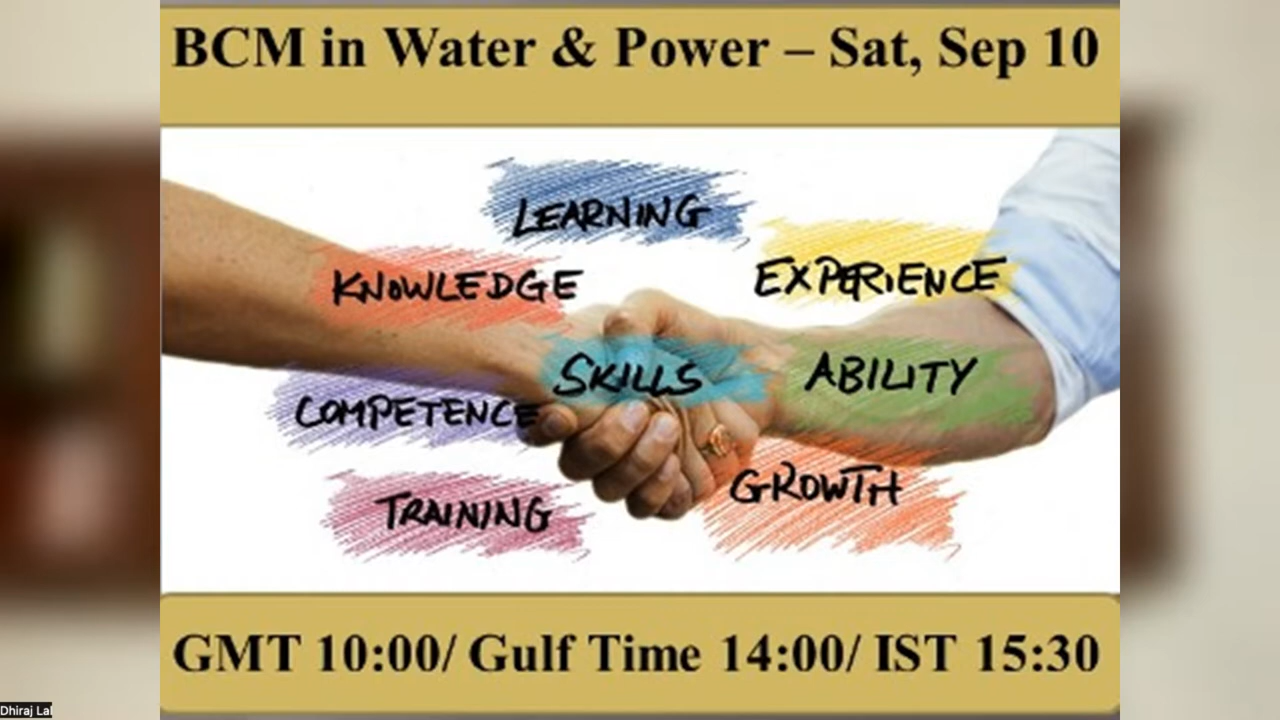 BCM in Water & Power – Sat, Sep 10
LEARNING
KNOWLEDGE
EXPERIENCE
SKILLS
ABILITY
COMPETENCE
GROWTH
TRAINING
GMT 10:00/ Gulf Time 14:00/ IST 15:30
Dhiraj Lal